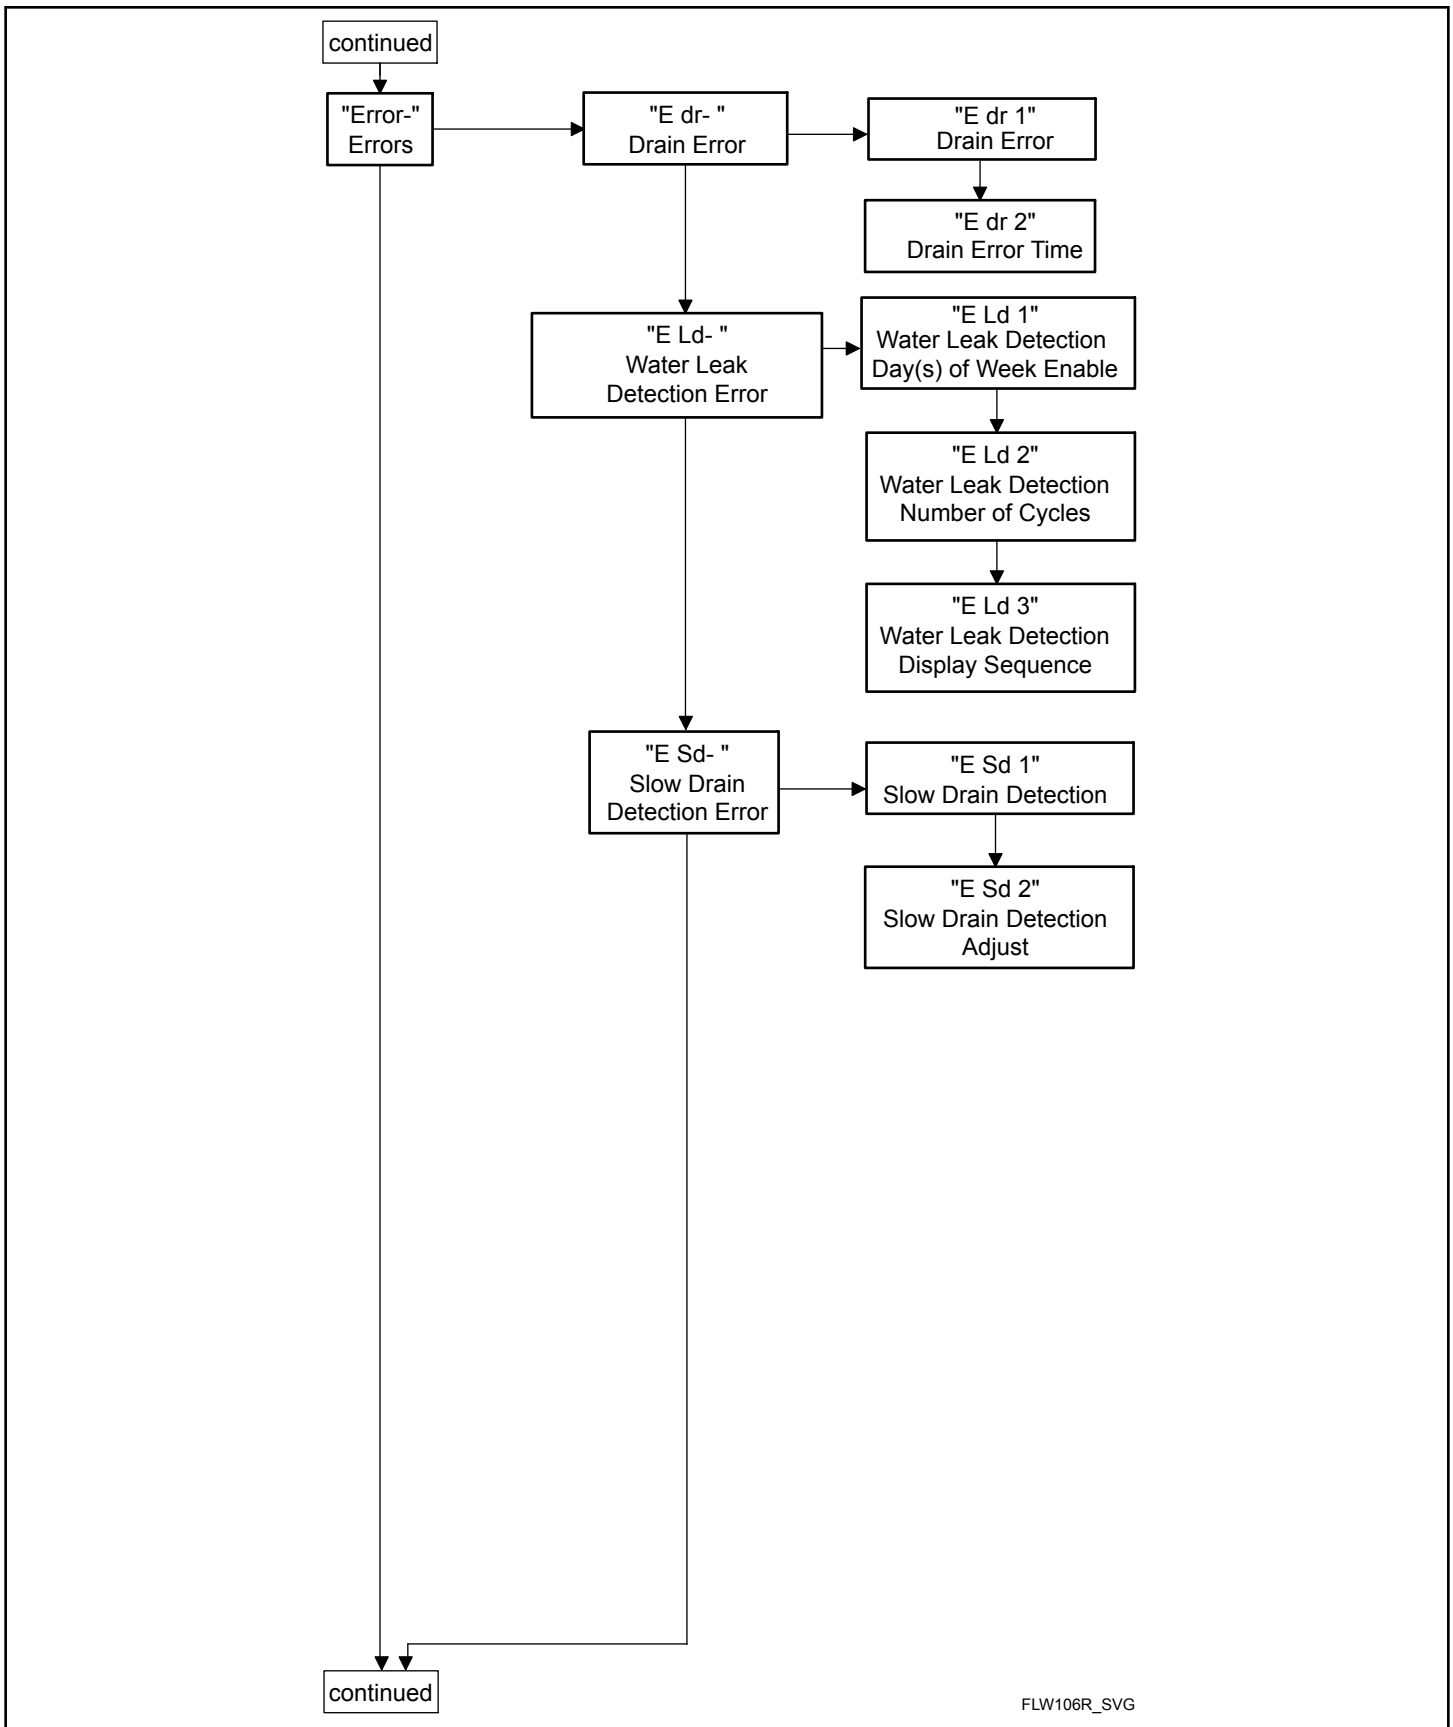 continued
"Error-"
Errors
"E dr- "
Drain Error
"E dr 1"
Drain Error
"E dr 2"
Drain Error Time
"E Ld- "
Water Leak
Detection Error
"E Ld 1"
Water Leak Detection
Day(s) of Week Enable
"E Ld 2"
Water Leak Detection
Number of Cycles
"E Ld 3"
Water Leak Detection
Display Sequence
"E Sd- "
Slow Drain
Detection Error
"E Sd 1"
Slow Drain Detection
"E Sd 2"
Slow Drain Detection
Adjust
continued
FLW106R_SVG